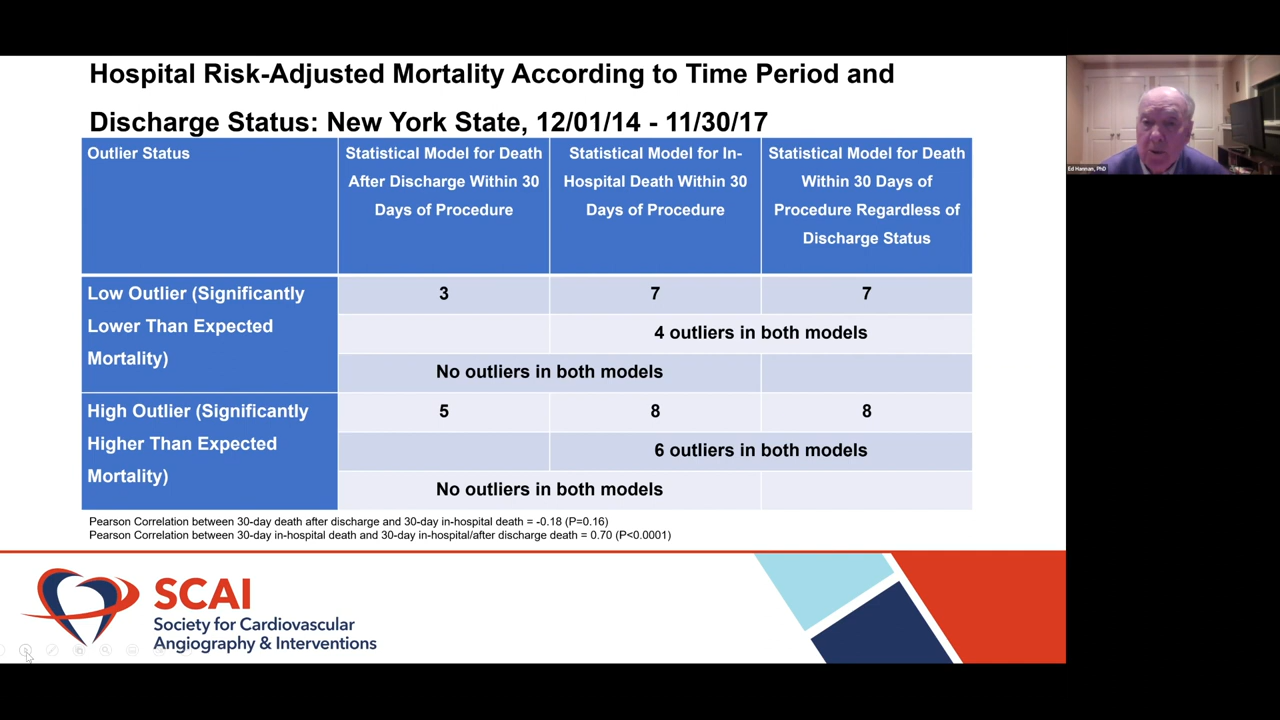 Hospital Risk-Adjusted Mortality According to Time Period and
Discharge Status: New York State, 12/01/14 - 11/30/17
Outlier Status
Statistical Model for Death
After Discharge Within 30
Days of Procedure
Statistical Model for In-
Hospital Death Within 30
Days of Procedure
Statistical Model for Death
Within 30 Days of
Procedure Regardless of
Discharge Status
Low Outlier (Significantly
Lower Than Expected
Mortality)
3
7
7
4 outliers in both models
No outliers in both models
High Outlier (Significantly
Higher Than Expected
Mortality)
5
8
8
6 outliers in both models
No outliers in both models
Pearson Correlation between 30-day death after discharge and 30-day in-hospital death = -0.18 (P=0.16)
Pearson Correlation between 30-day in-hospital death and 30-day in-hospital/after discharge death = 0.70 (P<0.0001)
SCAI
Society for Cardiovascular
Angiography & Interventions
Ed Hannan, PhD